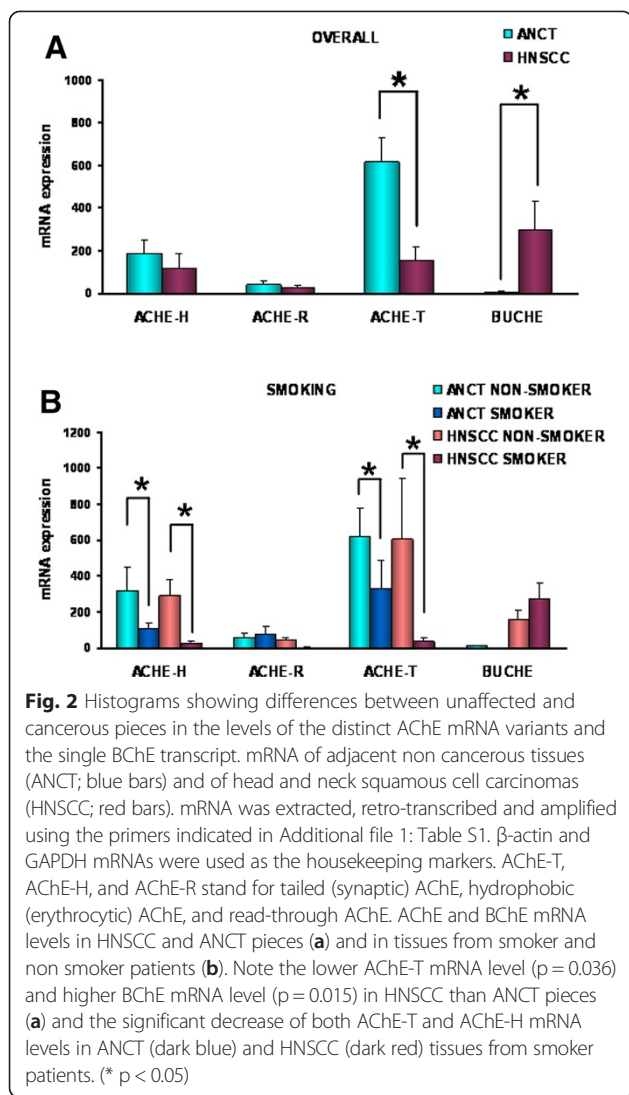 A
OVERALL
ANCT
HNSCC
mRNA expression
1000
800
600
400
200
0
*
*
ACHE-H
ACHE-R
ACHE-T
BUCHE
B
SMOKING
ANCT NON-SMOKER
ANCT SMOKER
HNSCC NON-SMOKER
HNSCC SMOKER
mRNA expression
1200
1000
800
600
400
200
0
*
*
*
*
ACHE-H
ACHE-R
ACHE-T
BUCHE
Fig. 2 Histograms showing differences between unaffected and
cancerous pieces in the levels of the distinct AChE mRNA variants and
the single BChE transcript. mRNA of adjacent non cancerous tissues
(ANCT; blue bars) and of head and neck squamous cell carcinomas
(HNSCC; red bars). mRNA was extracted, retro-transcribed and amplified
using the primers indicated in Additional file 1: Table S1. β-actin and
GAPDH mRNAs were used as the housekeeping markers. AChE-T,
AChE-H, and AChE-R stand for tailed (synaptic) AChE, hydrophobic
(erythrocytic) AChE, and read-through AChE. AChE and BChE mRNA
levels in HNSCC and ANCT pieces (a) and in tissues from smoker and
non smoker patients (b). Note the lower AChE-T mRNA level (p = 0.036)
and higher BChE mRNA level (p = 0.015) in HNSCC than ANCT pieces
(a) and the significant decrease of both AChE-T and AChE-H mRNA
levels in ANCT (dark blue) and HNSCC (dark red) tissues from smoker
patients. (* p < 0.05)